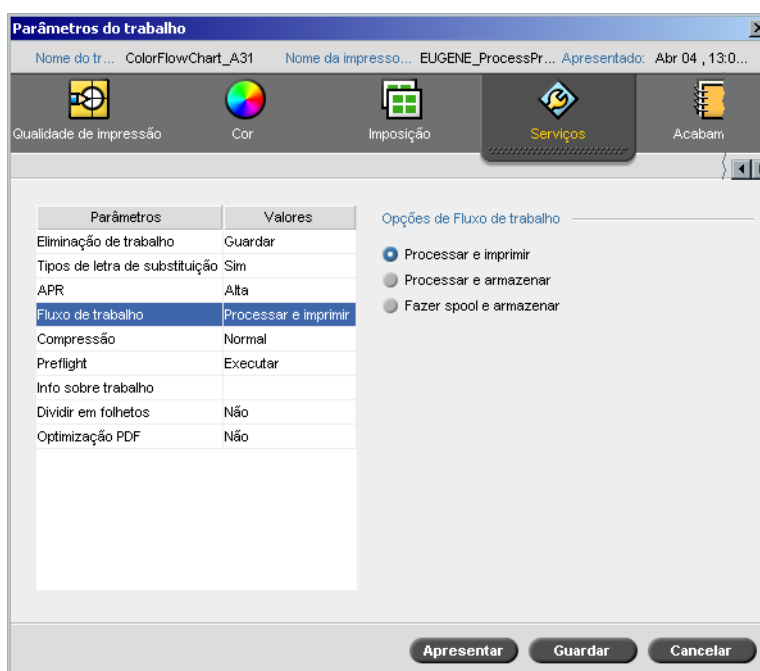 Parâmetros do trabalho
Nome do tr... ColorFlowChart_A31 Nome da impresso... EUGENE_ProcessPr... Apresentado: Abr 04 , 13:0...
Qualidade de impressão Cor Imposição Serviços Acabam
Parâmetros Valores Opções de Fluxo de trabalho
Eliminação de trabalho Guardar
Processar e imprimir
Tipos de letra de substituição Sim
Processar e armazenar
APR Alta
Fazer spool e armazenar
Fluxo de trabalho Processar e imprimir
Compressão Normal
Preflight Executar
Info sobre trabalho
Dividir em folhetos Não
Optimização PDF Não
Apresentar Guardar Cancelar